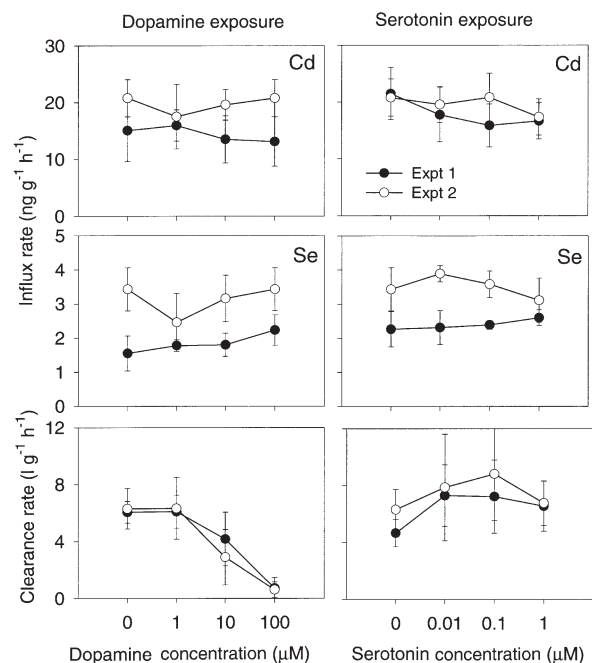 Dopamine exposure
Serotonin exposure
30
20
10
0
Cd
Cd
Expt 1
Expt 2
Influx rate (ng g⁻¹ h⁻¹)
5
4
3
2
1
0
Se
Se
12
8
4
0
Clearance rate (l g⁻¹ h⁻¹)
0 1 10 100
0 0.01 0.1 1
Dopamine concentration (μM)
Serotonin concentration (μM)